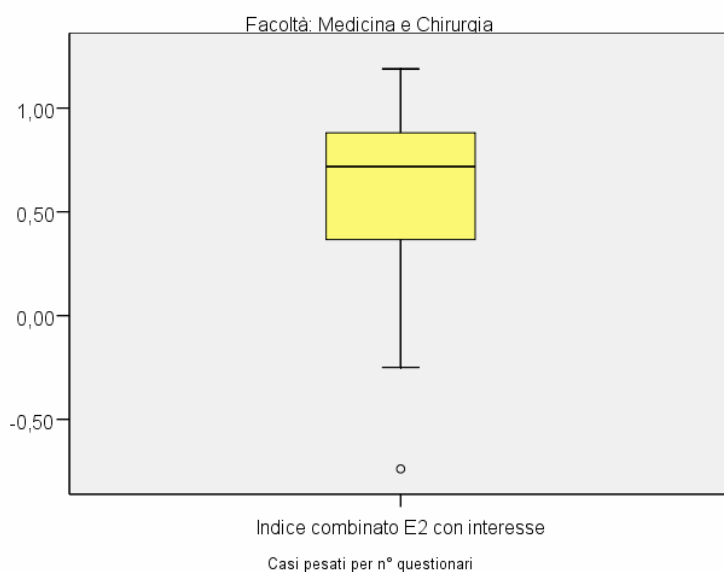 Facoltà: Medicina e Chirurgia
1,00
0,50
0,00
-0,50
Indice combinato E2 con interesse
Casi pesati per n° questionari